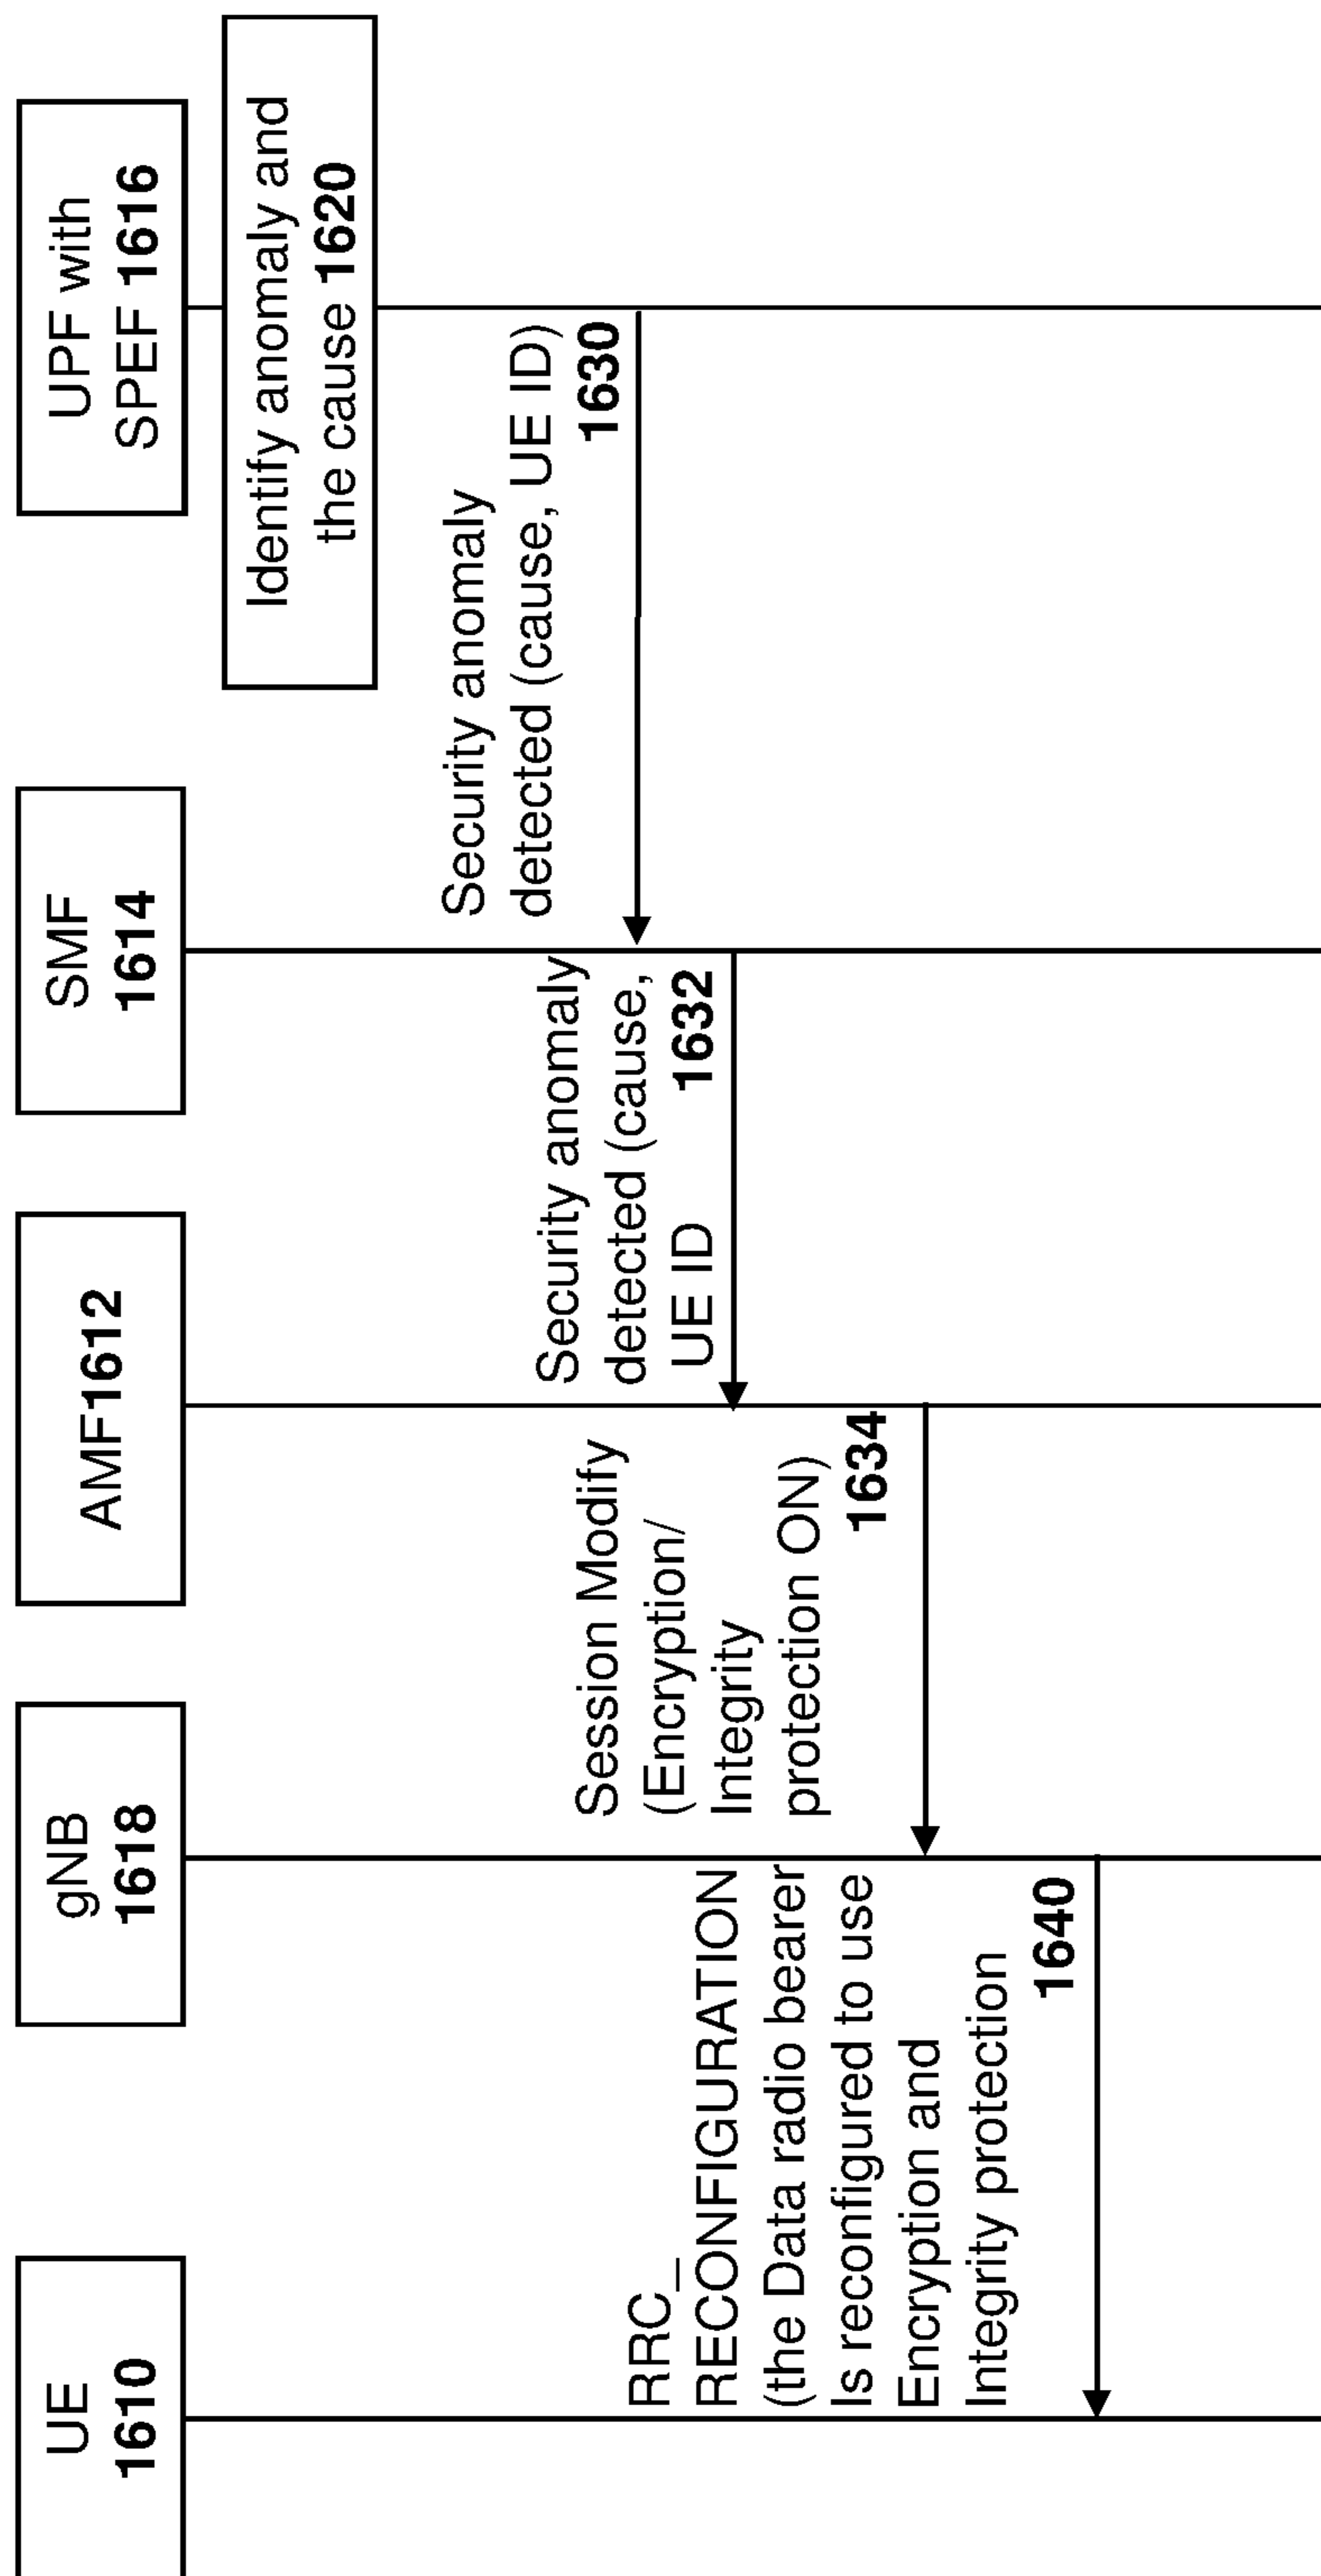 UE
1610
gNB
1618
AMF1612
SMF
1614
UPF with
SPEF 1616
Identify anomaly and
the cause 1620
Security anomaly
detected (cause, UE ID)
1630
Security anomaly
detected (cause,
UE ID 1632
Session Modify
(Encryption/
Integrity
protection ON)
1634
RRC_
RECONFIGURATION
(the Data radio bearer
Is reconfigured to use
Encryption and
Integrity protection
1640